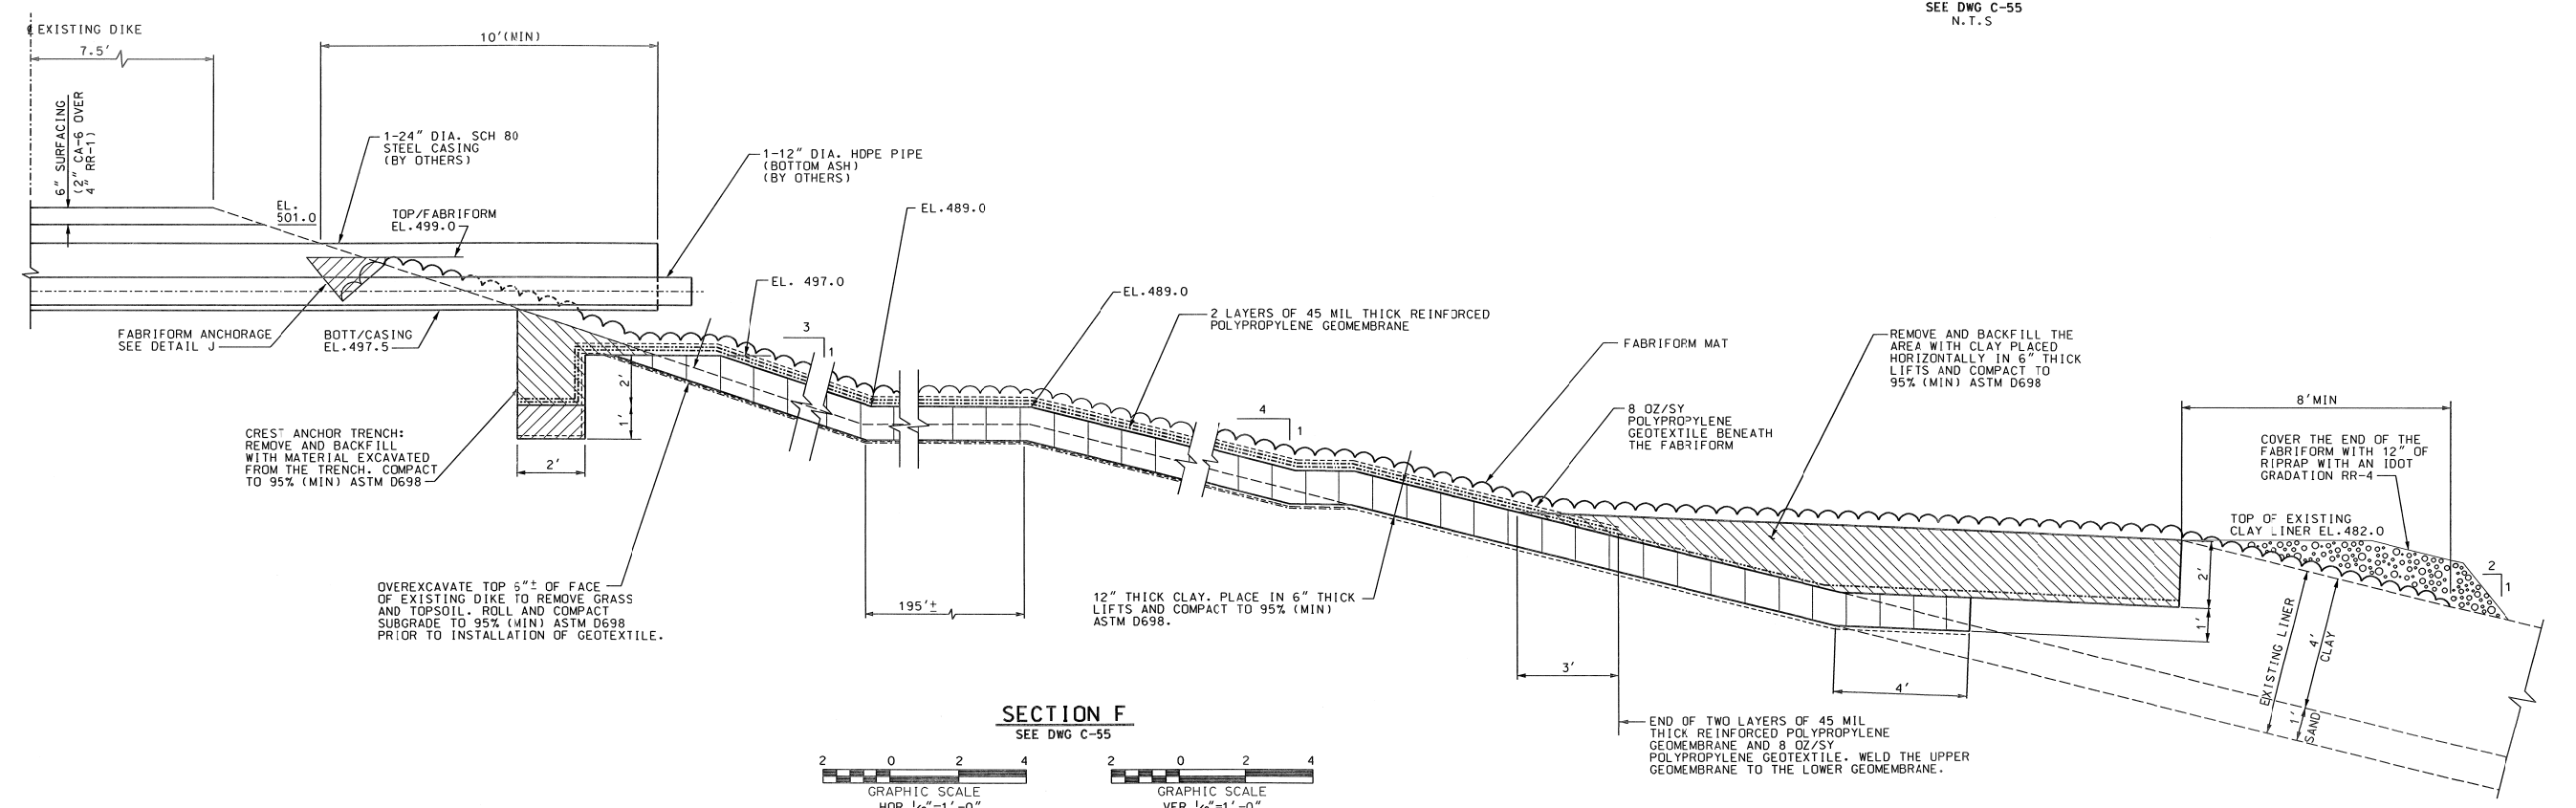 SEE DWG C-55
N.T.S
℄ EXISTING DIKE
7.5'
10'(MIN)
6" SURFACING
(2" CA-6 OVER
4" RR-1)
1-24" DIA. SCH 80
STEEL CASING
(BY OTHERS)
1-12" DIA. HDPE PIPE
(BOTTOM ASH)
(BY OTHERS)
EL.
501.0
TOP/FABRIFORM
EL.499.0
EL.489.0
EL. 497.0
EL.489.0
2 LAYERS OF 45 MIL THICK REINFORCED
POLYPROPYLENE GEOMEMBRANE
FABRIFORM ANCHORAGE
SEE DETAIL J
BOTT/CASING
EL.497.5
3
1
FABRIFORM MAT
REMOVE AND BACKFILL THE
AREA WITH CLAY PLACED
HORIZONTALLY IN 6" THICK
LIFTS AND COMPACT TO
95% (MIN) ASTM D698
2'
1'
2'
4
1
8 OZ/SY
POLYPROPYLENE
GEOTEXTILE BENEATH
THE FABRIFORM
8'MIN
COVER THE END OF THE
FABRIFORM WITH 12" OF
RIPRAP WITH AN IDOT
GRADATION RR-4
CREST ANCHOR TRENCH:
REMOVE AND BACKFILL
WITH MATERIAL EXCAVATED
FROM THE TRENCH. COMPACT
TO 95% (MIN) ASTM D698
TOP OF EXISTING
CLAY LINER EL.482.0
2
1
2'
1'
OVEREXCAVATE TOP 6"± OF FACE
OF EXISTING DIKE TO REMOVE GRASS
AND TOPSOIL. ROLL AND COMPACT
SUBGRADE TO 95% (MIN) ASTM D698
PRIOR TO INSTALLATION OF GEOTEXTILE.
195'±
12" THICK CLAY. PLACE IN 6" THICK
LIFTS AND COMPACT TO 95% (MIN)
ASTM D698.
3'
4'
EXISTING LINER
4'
CLAY
1'
SAND
END OF TWO LAYERS OF 45 MIL
THICK REINFORCED POLYPROPYLENE
GEOMEMBRANE AND 8 OZ/SY
POLYPROPYLENE GEOTEXTILE. WELD THE UPPER
GEOMEMBRANE TO THE LOWER GEOMEMBRANE.
SECTION F
SEE DWG C-55
2 0 2 4
GRAPHIC SCALE
2 0 2 4
GRAPHIC SCALE